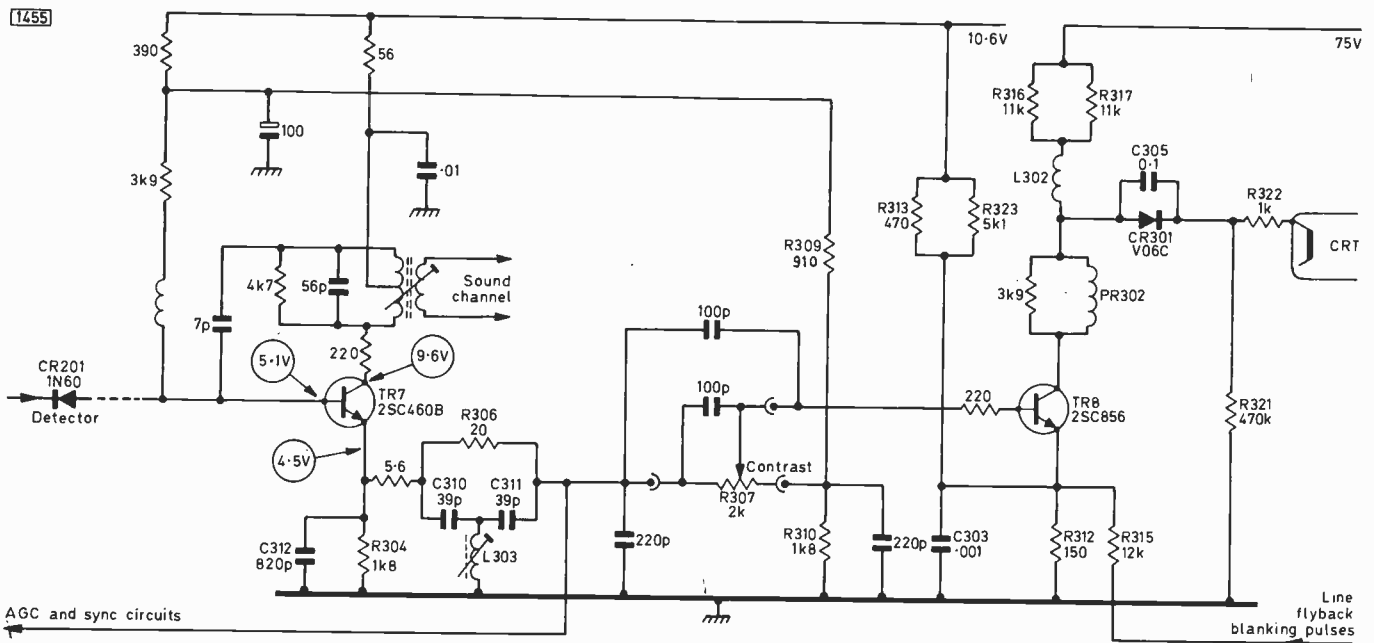 1455
390
56
10·6V
75V
100
·01
3k9
R316
11k
R317
11k
L302
C305
0·1
R322
1k
CR301
V06C
CRT
R313
470
R323
5k1
R309
910
7p
4k7
56p
Sound
channel
220
5·1V
9·6V
CR201
1N60
Detector
TR7
2SC460B
3k9
PR302
100p
100p
220
TR8
2SC856
R321
470k
R306
20
4·5V
5·6
C310
39p
C311
39p
Contrast
R307
2k
C312
820p
R304
1k8
L303
220p
R310
1k8
220p
C303
·001
R312
150
R315
12k
AGC and sync circuits
Line
flyback
blanking pulses